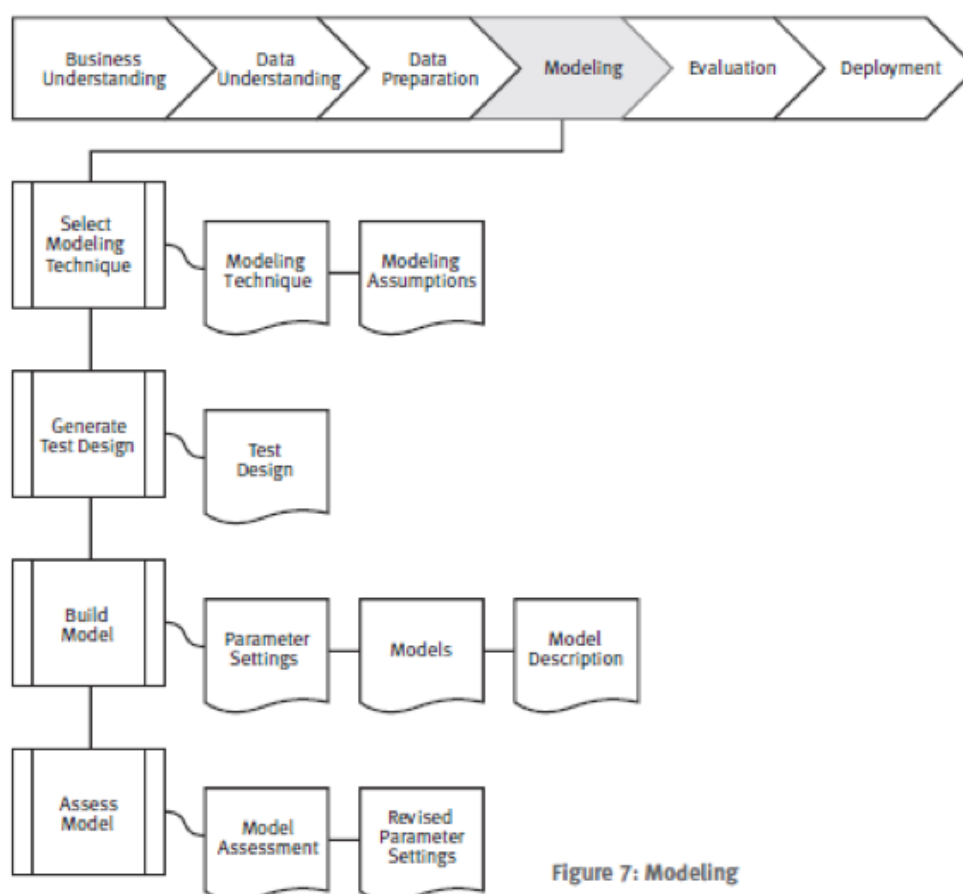 Business
Understanding
Data
Understanding
Data
Preparation
Modeling
Evaluation
Deployment
Select
Modeling
Technique
Modeling
Technique
Modeling
Assumptions
Generate
Test Design
Test
Design
Build
Model
Parameter
Settings
Models
Model
Description
Assess
Model
Model
Assessment
Revised
Parameter
Settings
Figure 7: Modeling